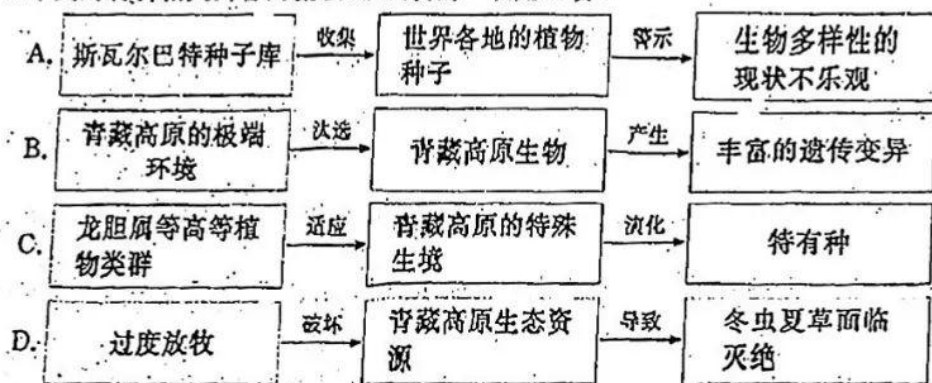 A. 斯瓦尔巴特种子库 收集 世界各地的植物种子 警示 生物多样性的现状不乐观
B. 青藏高原的极端环境 汰选 青藏高原生物 产生 丰富的遗传变异
C. 龙胆属等高等植物类群 适应 青藏高原的特殊生境 演化 特有种
D. 过度放牧 破坏 青藏高原生态资源 导致 冬虫夏草面临灭绝